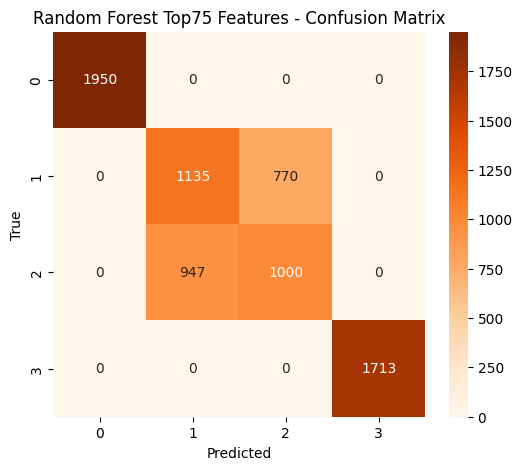 Random Forest Top75 Features - Confusion Matrix
0 1950 0 0 0
1 0 1135 770 0
2 0 947 1000 0
3 0 0 0 1713
0 1 2 3
True
Predicted
1750
1500
1250
1000
750
500
250
0